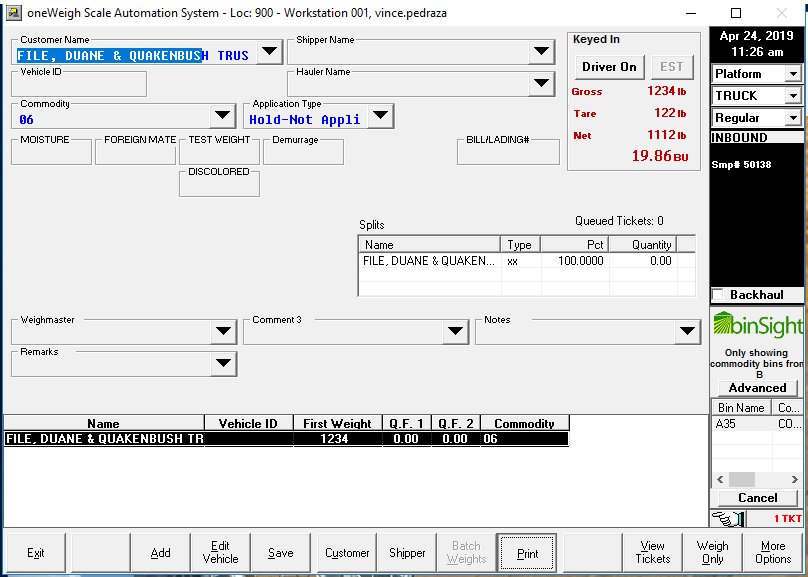 oneWeigh Scale Automation System - Loc: 900 - Workstation 001, vince.pedraza
Customer Name
FILE, DUANE & QUAKENBUSH TRUS
Shipper Name
Vehicle ID
Hauler Name
Commodity
06
Application Type
Hold-Not Appli
MOISTURE
FOREIGN MATE
TEST WEIGHT
Demurrage
BILL/LADING#
DISCOLORED
Keyed In
Driver On
EST
Gross 1234 lb
Tare 122 lb
Net 1112 lb
19.86 BU
Apr 24, 2019
11:26 am
Platform
TRUCK
Regular
INBOUND
Smp# 50138
Backhaul
Splits
Queued Tickets: 0
Name Type Pct Quantity
FILE, DUANE & QUAKEN... xx 100.0000 0.00
Weighmaster
Comment 3
Notes
Remarks
binSight
Only showing
commodity bins from
B
Advanced
Bin Name Co...
A35 CO...
Cancel
1 TKT
Name Vehicle ID First Weight Q.F. 1 Q.F. 2 Commodity
FILE, DUANE & QUAKENBUSH TR 1234 0.00 0.00 06
Exit
Add
Edit
Vehicle
Save
Customer
Shipper
Batch
Weights
Print
View
Tickets
Weigh
Only
More
Options